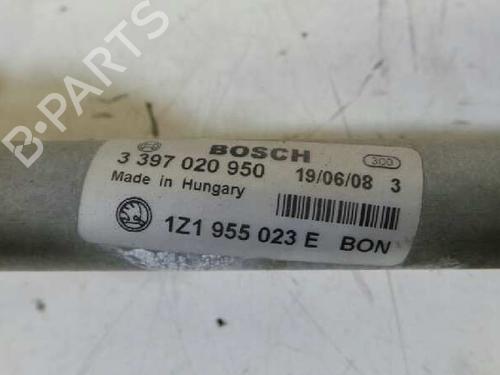 B-PARTS
BOSCH
300
3 397 020 950
19/06/08 3
Made in Hungary
1Z1 955 023 E BON